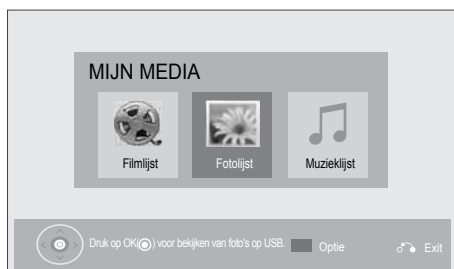 MIJN MEDIA
Filmlijst Fotolijst Muzieklijst
Druk op OK(◉) voor bekijken van foto's op USB. Optie Exit